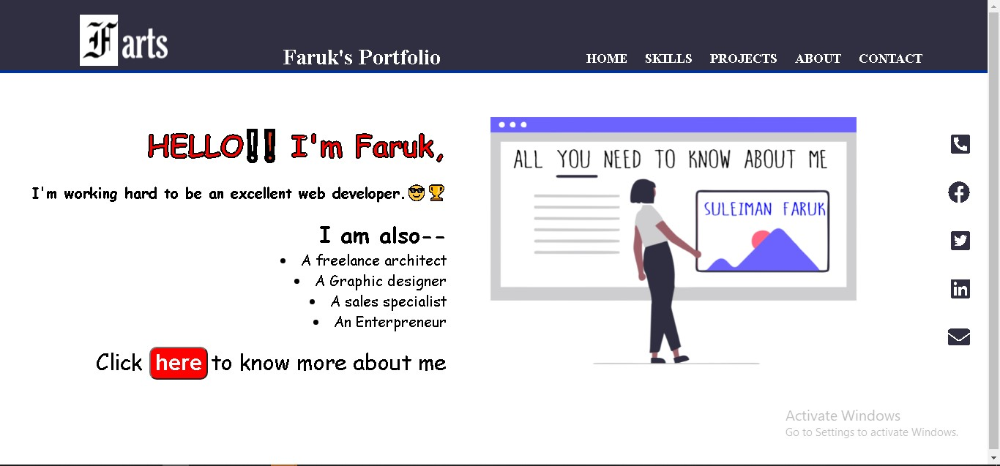 F arts
Faruk's Portfolio
HOME SKILLS PROJECTS ABOUT CONTACT
HELLO‼ I'm Faruk,
I'm working hard to be an excellent web developer.😎🏆
I am also--
• A freelance architect
• A Graphic designer
• A sales specialist
• An Enterpreneur
Click here to know more about me
ALL YOU NEED TO KNOW ABOUT ME
SULEIMAN FARUK
Activate Windows
Go to Settings to activate Windows.